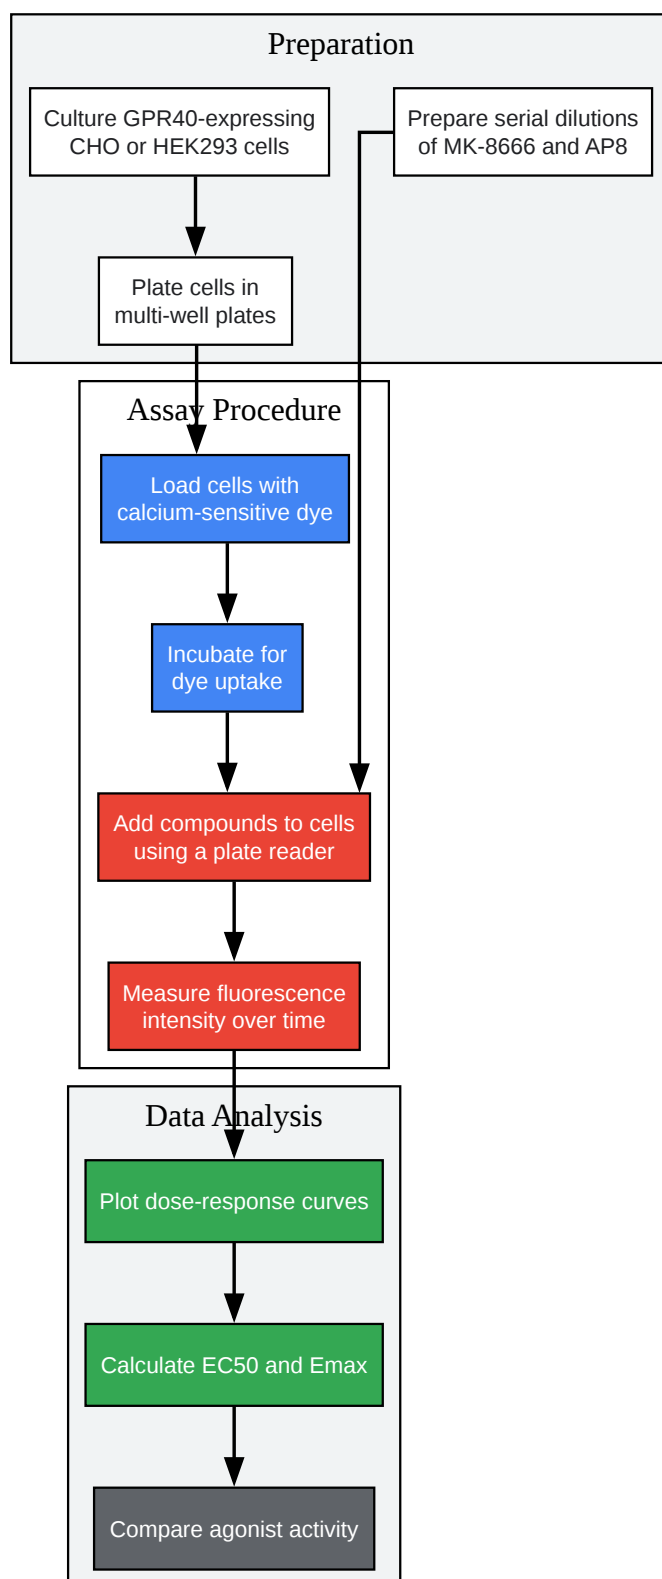 Preparation
Culture GPR40-expressing
CHO or HEK293 cells
Prepare serial dilutions
of MK-8666 and AP8
Plate cells in
multi-well plates
Assay Procedure
Load cells with
calcium-sensitive dye
Incubate for
dye uptake
Add compounds to cells
using a plate reader
Measure fluorescence
intensity over time
Data Analysis
Plot dose-response curves
Calculate EC50 and Emax
Compare agonist activity